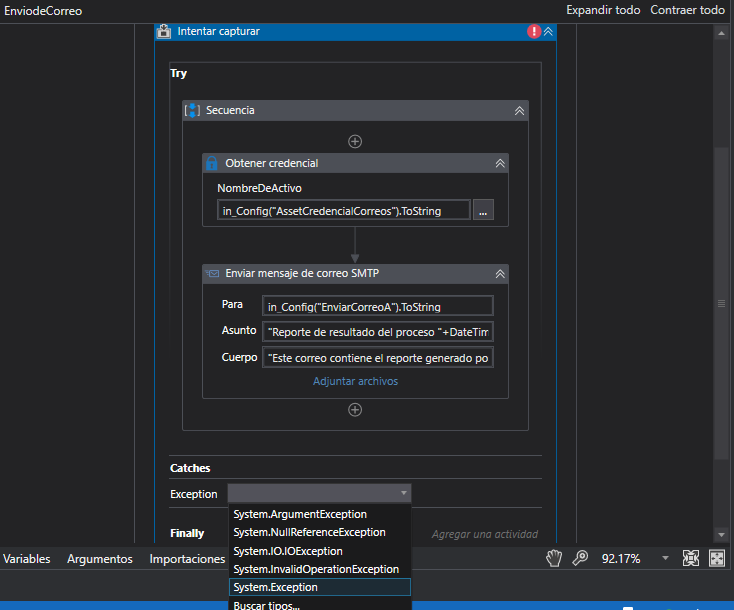 EnviodeCorreo
Expandir todo Contraer todo
Intentar capturar
Try
Secuencia
Obtener credencial
NombreDeActivo
in_Config("AssetCredencialCorreos").ToString
...
Enviar mensaje de correo SMTP
Para in_Config("EnviarCorreoA").ToString
Asunto "Reporte de resultado del proceso "+DateTim
Cuerpo "Este correo contiene el reporte generado po
Adjuntar archivos
Catches
Exception
System.ArgumentException
System.NullReferenceException
System.IO.IOException
System.InvalidOperationException
System.Exception
Buscar tipos...
Finally Agregar una actividad
Variables Argumentos Importaciones 92.17%